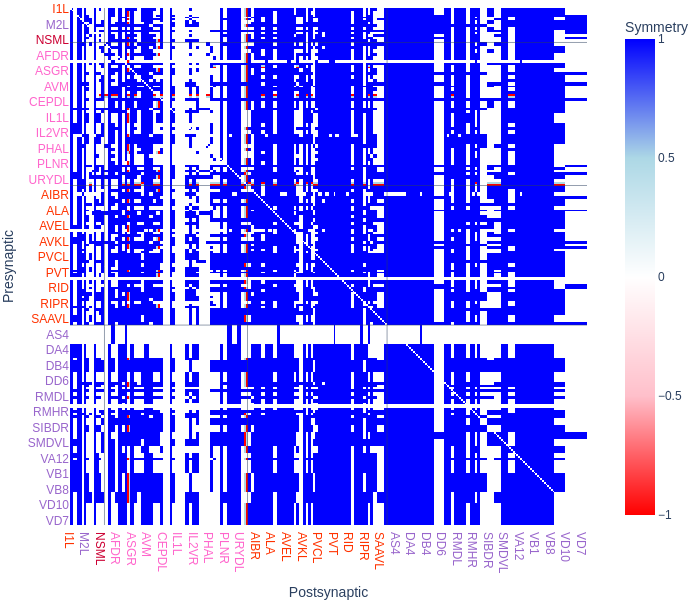 Symmetry
1
0.5
0
−0.5
−1
Presynaptic
I1L
M2L
NSML
AFDR
ASGR
AVM
CEPDL
IL1L
IL2VR
PHAL
PLNR
URYDL
AIBR
ALA
AVEL
AVKL
PVCL
PVT
RID
RIPR
SAAVL
AS4
DA4
DB4
DD6
RMDL
RMHR
SIBDR
SMDVL
VA12
VB1
VB8
VD10
VD7
I1L
M2L
NSML
AFDR
ASGR
AVM
CEPDL
IL1L
IL2VR
PHAL
PLNR
URYDL
AIBR
ALA
AVEL
AVKL
PVCL
PVT
RID
RIPR
SAAVL
AS4
DA4
DB4
DD6
RMDL
RMHR
SIBDR
SMDVL
VA12
VB1
VB8
VD10
VD7
Postsynaptic